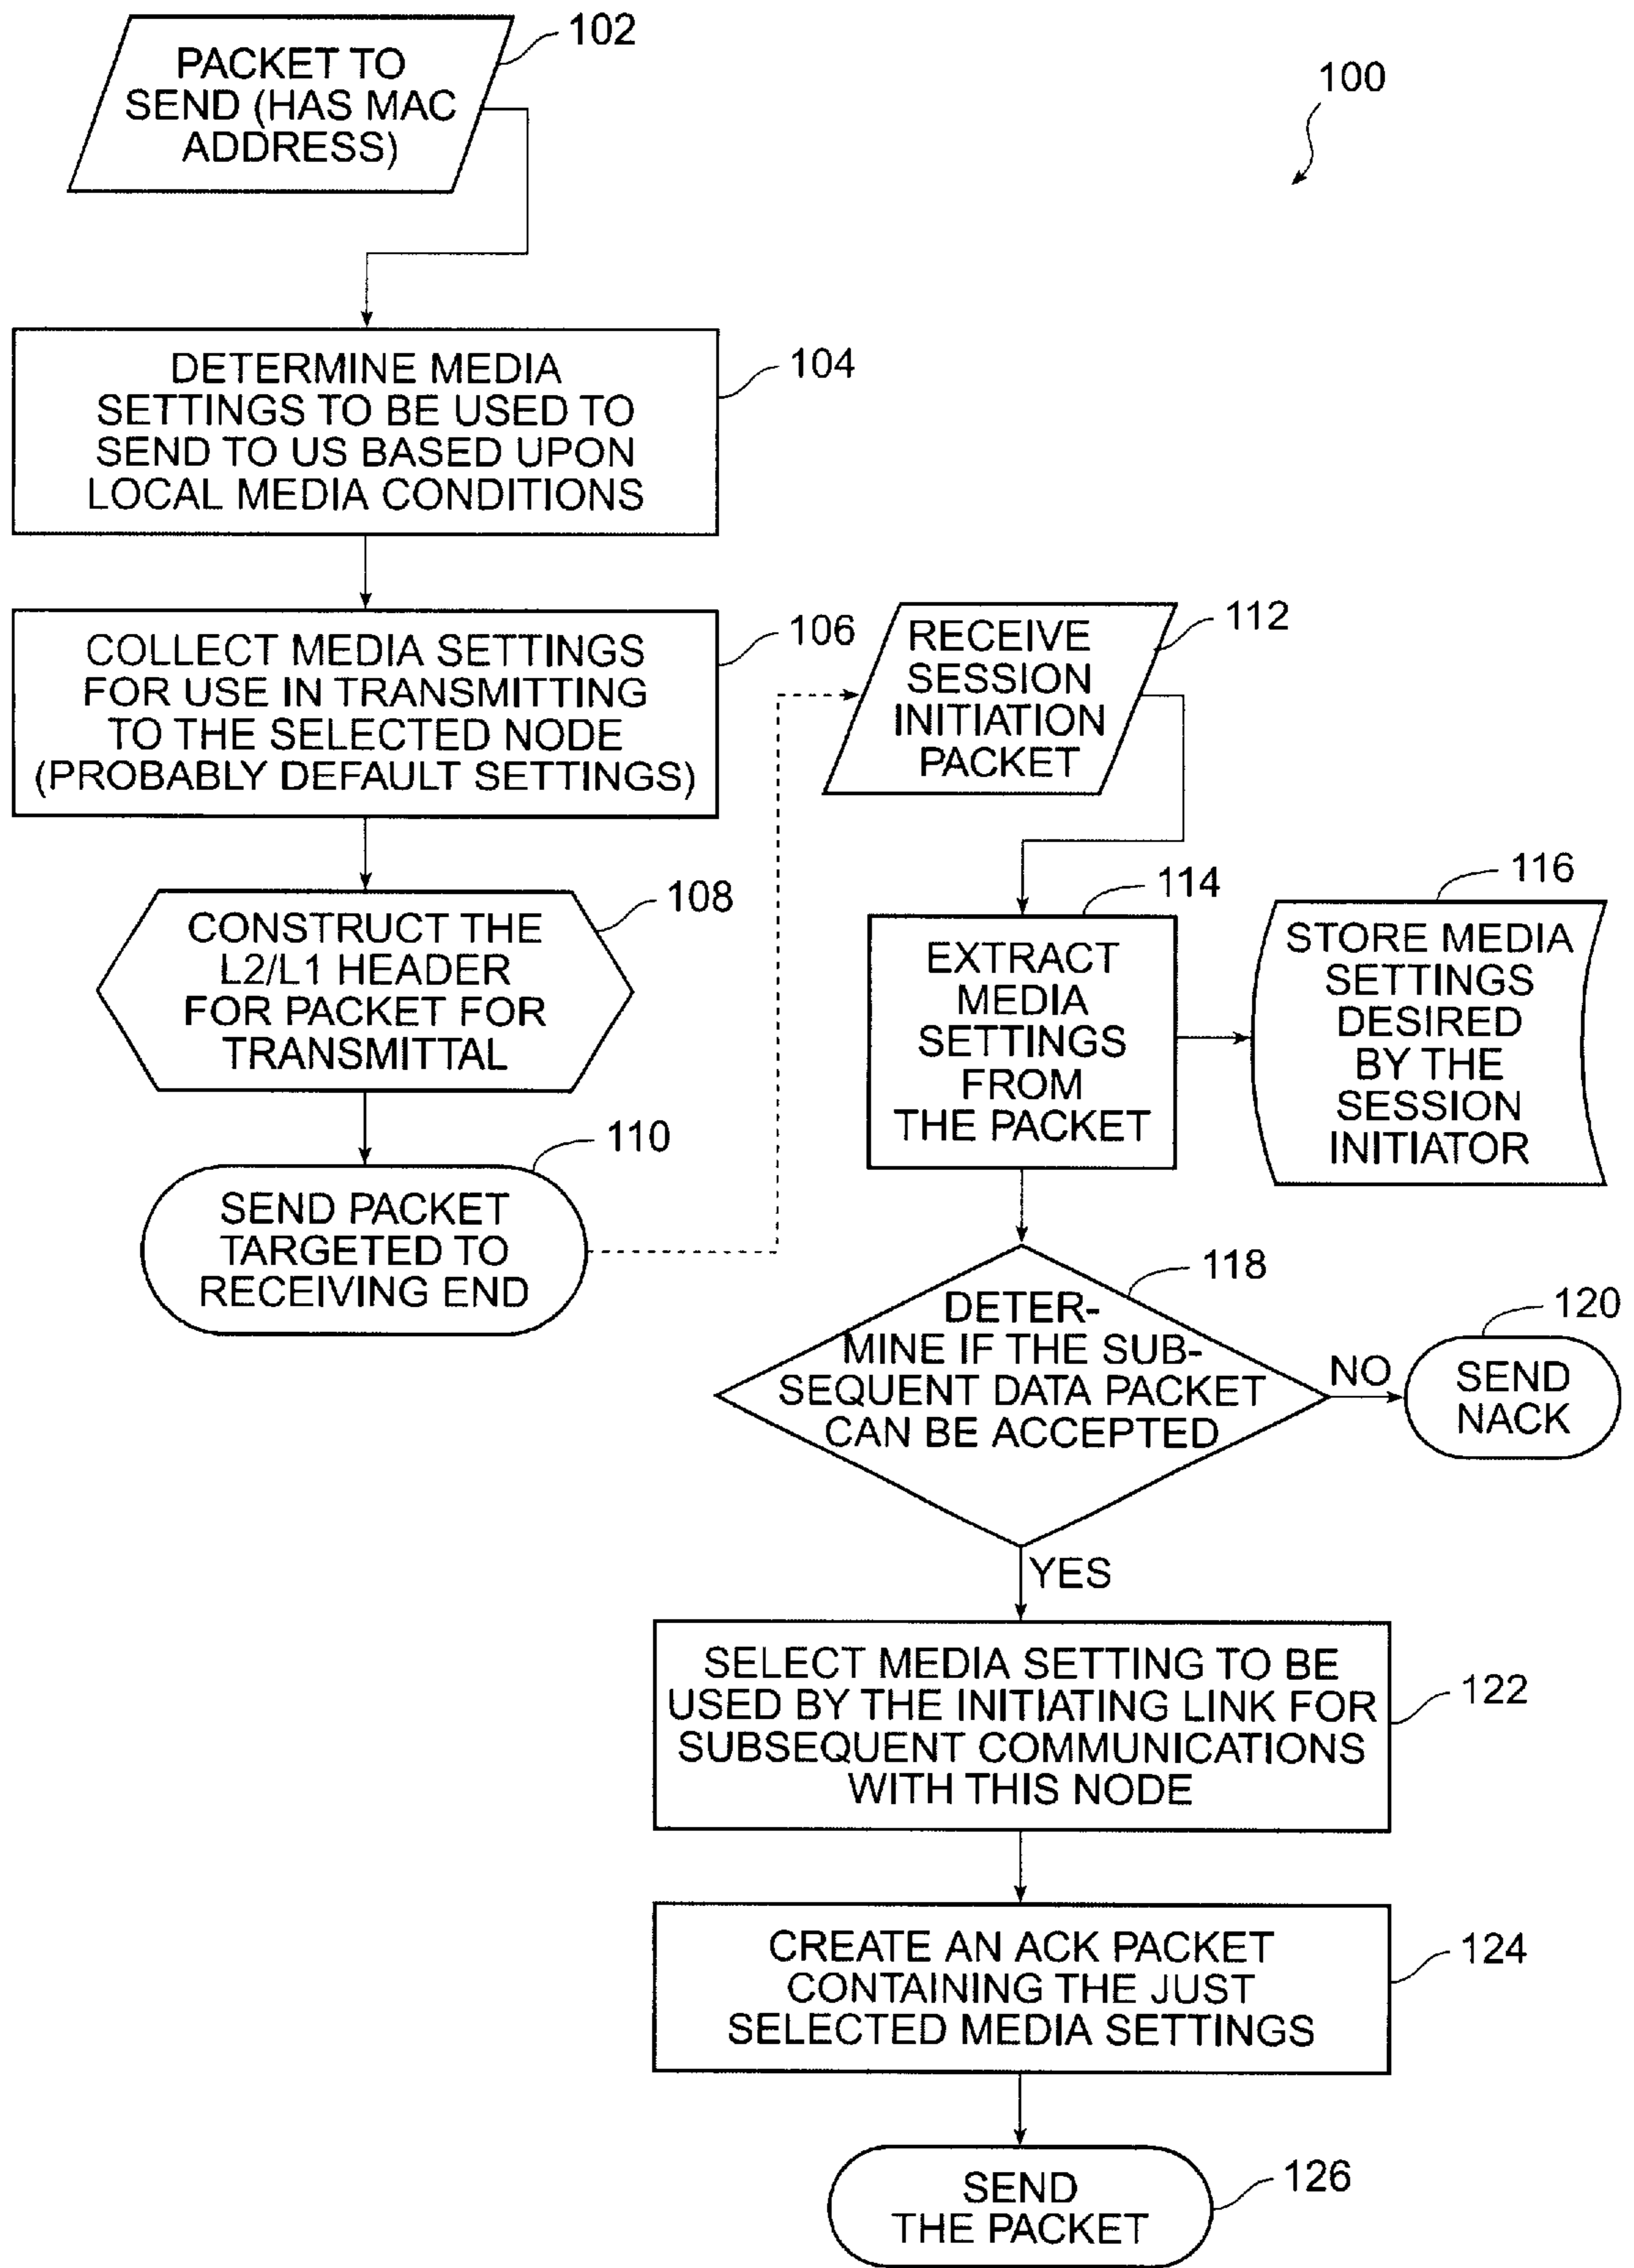 102
PACKET TO
SEND (HAS MAC
ADDRESS)
100
104
DETERMINE MEDIA
SETTINGS TO BE USED TO
SEND TO US BASED UPON
LOCAL MEDIA CONDITIONS
106
COLLECT MEDIA SETTINGS
FOR USE IN TRANSMITTING
TO THE SELECTED NODE
(PROBABLY DEFAULT SETTINGS)
108
CONSTRUCT THE
L2/L1 HEADER
FOR PACKET FOR
TRANSMITTAL
110
SEND PACKET
TARGETED TO
RECEIVING END
112
RECEIVE
SESSION
INITIATION
PACKET
114
EXTRACT
MEDIA
SETTINGS
FROM
THE PACKET
116
STORE MEDIA
SETTINGS
DESIRED
BY THE
SESSION
INITIATOR
118
DETER-
MINE IF THE SUB-
SEQUENT DATA PACKET
CAN BE ACCEPTED
NO
120
SEND
NACK
YES
122
SELECT MEDIA SETTING TO BE
USED BY THE INITIATING LINK FOR
SUBSEQUENT COMMUNICATIONS
WITH THIS NODE
124
CREATE AN ACK PACKET
CONTAINING THE JUST
SELECTED MEDIA SETTINGS
126
SEND
THE PACKET